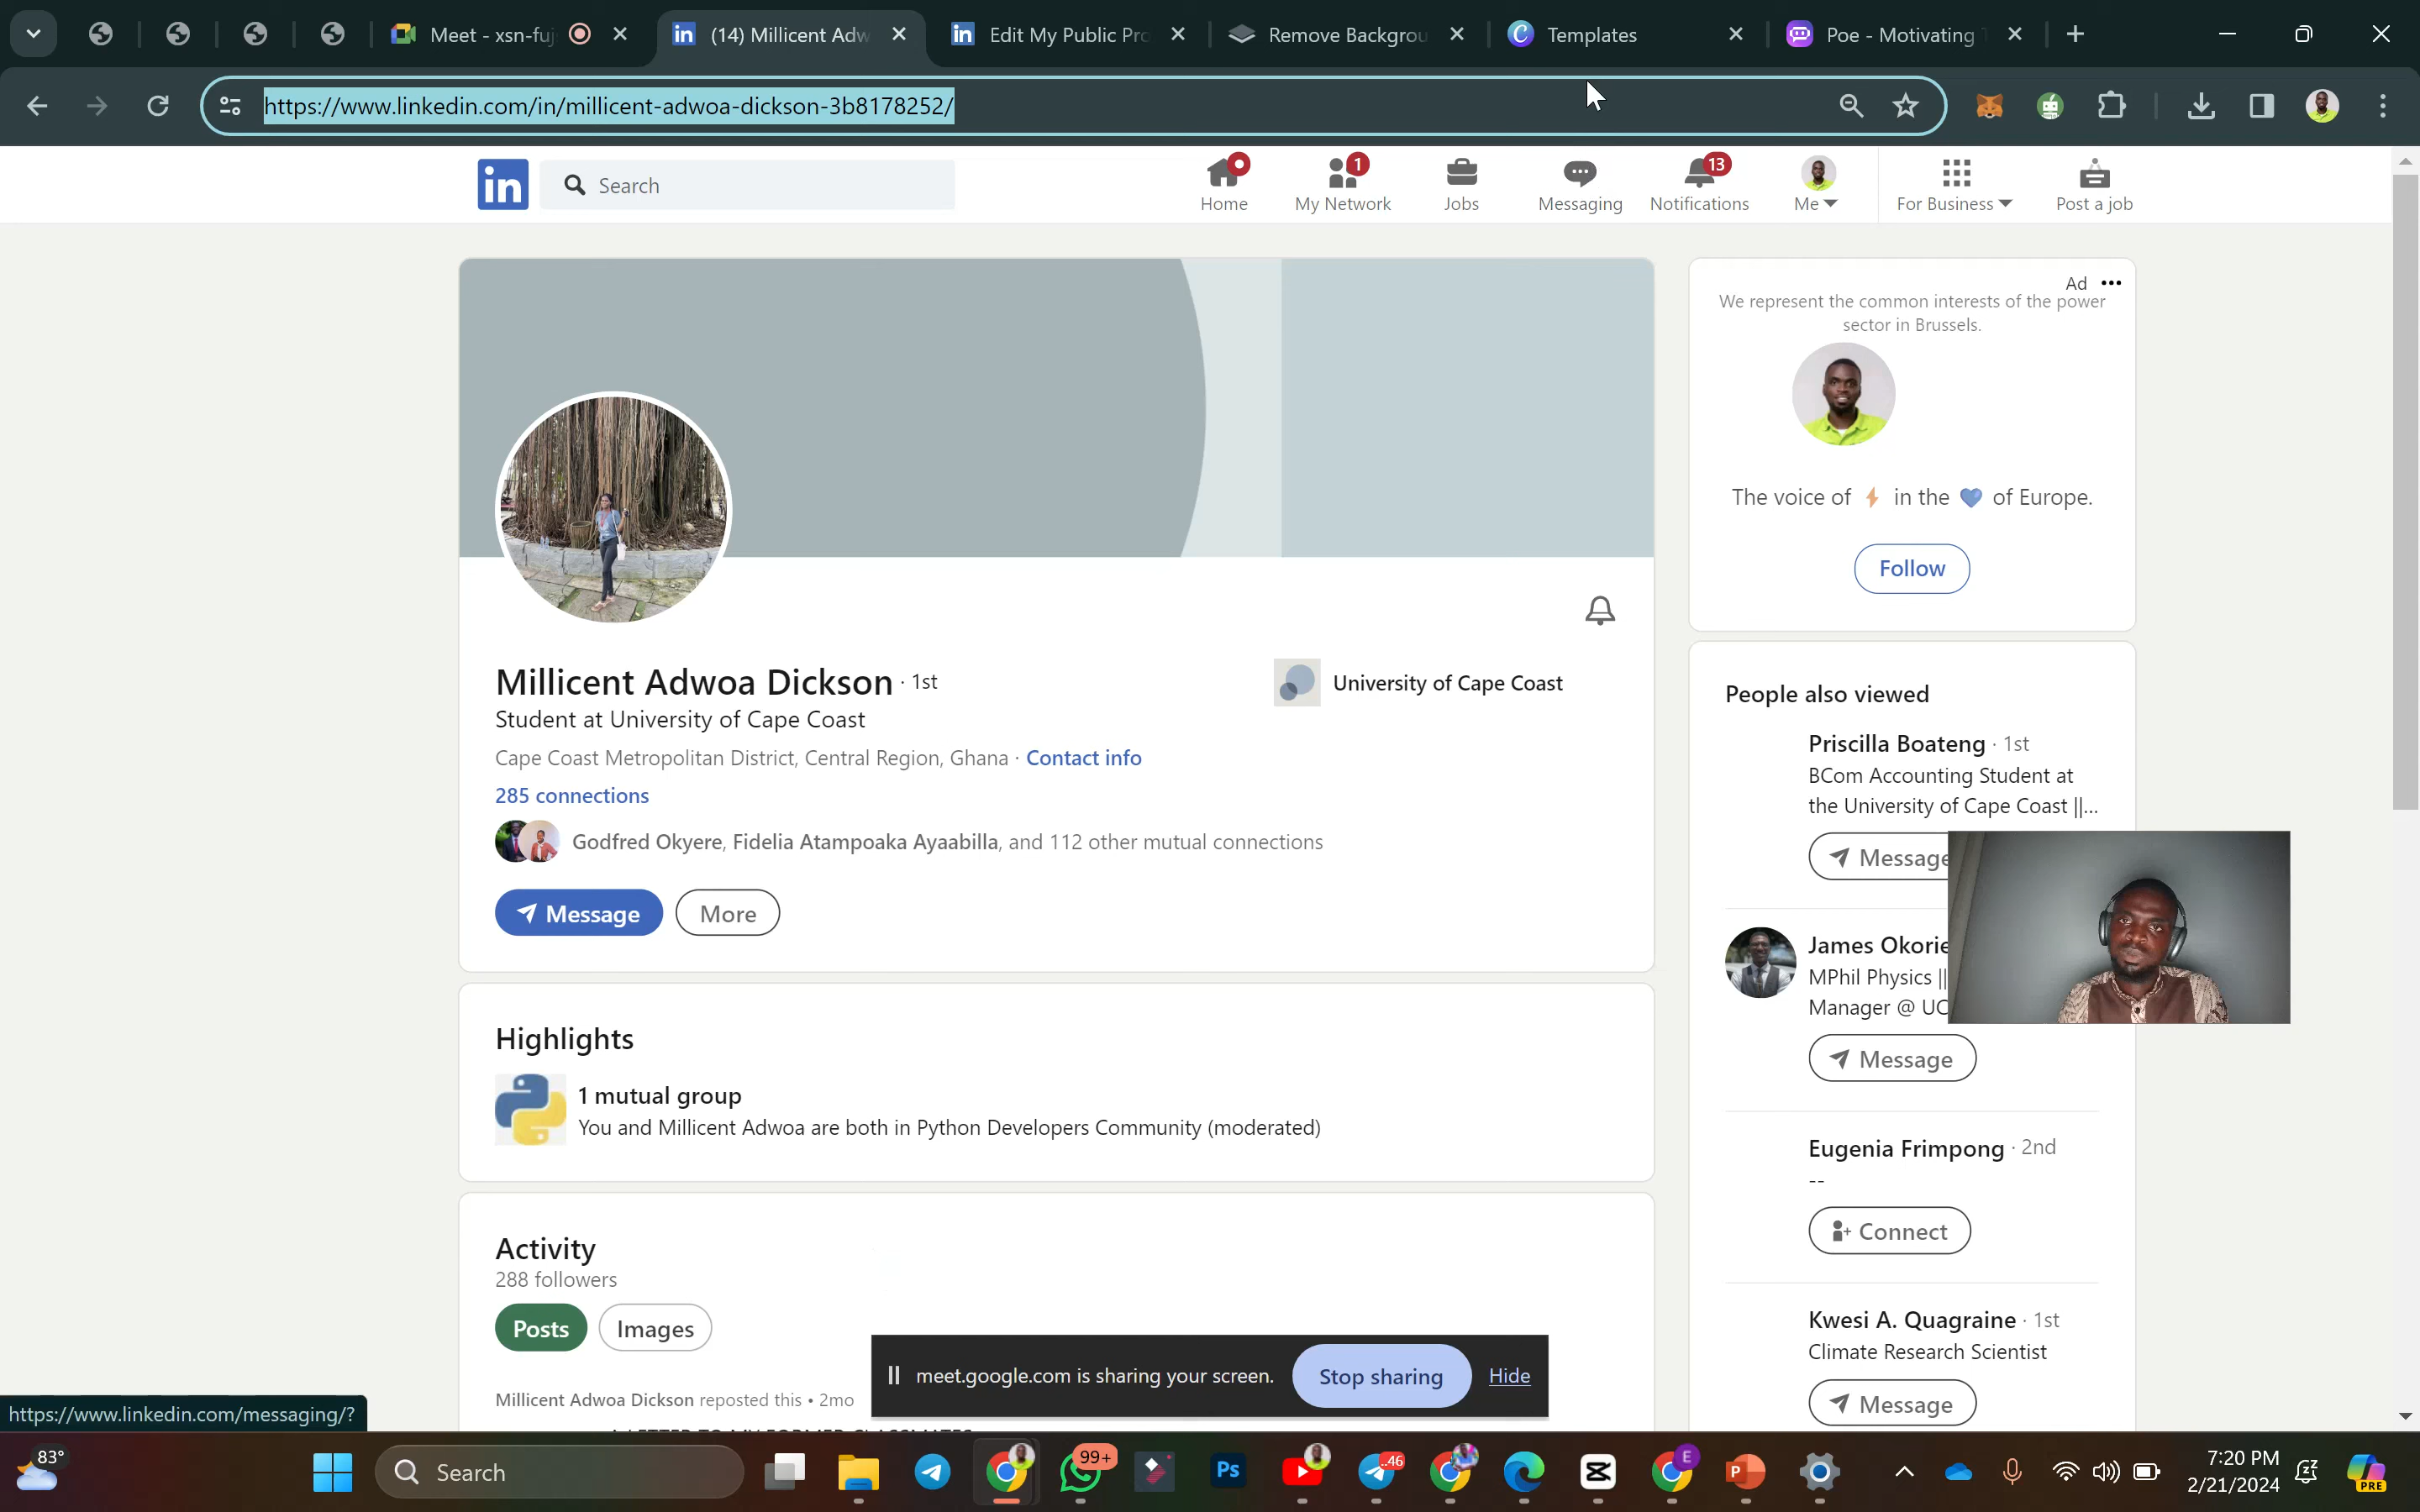 Meet - xsn-fuj
(14) Millicent Adw
Edit My Public Pro
Remove Backgrou
Templates
Poe - Motivating T
https://www.linkedin.com/in/millicent-adwoa-dickson-3b8178252/
in
Search
Home
1
My Network
Jobs
Messaging
13
Notifications
Me
For Business
Post a job
Ad
We represent the common interests of the power
sector in Brussels.
The voice of ⚡ in the 💙 of Europe.
Follow
Millicent Adwoa Dickson · 1st
Student at University of Cape Coast
Cape Coast Metropolitan District, Central Region, Ghana · Contact info
285 connections
Godfred Okyere, Fidelia Atampoaka Ayaabilla, and 112 other mutual connections
Message
More
University of Cape Coast
People also viewed
Priscilla Boateng · 1st
BCom Accounting Student at
the University of Cape Coast ||...
Message
James Okorie
MPhil Physics ||
Manager @ UC
Message
Eugenia Frimpong · 2nd
--
Connect
Kwesi A. Quagraine · 1st
Climate Research Scientist
Message
Highlights
1 mutual group
You and Millicent Adwoa are both in Python Developers Community (moderated)
Activity
288 followers
Posts
Images
Millicent Adwoa Dickson reposted this • 2mo
meet.google.com is sharing your screen.
Stop sharing
Hide
https://www.linkedin.com/messaging/?
83°
Search
99+
Ps
..46
E
P
7:20 PM
2/21/2024
PRE